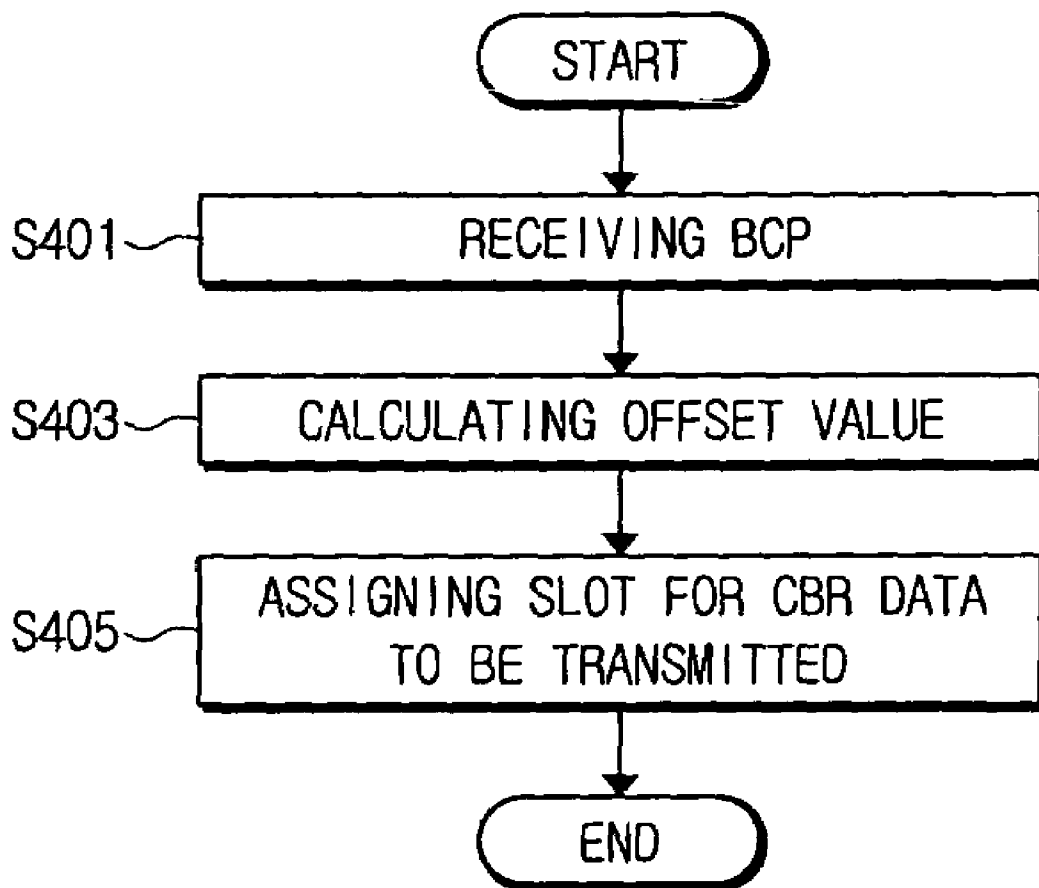 START
S401
RECEIVING BCP
S403
CALCULATING OFFSET VALUE
S405
ASSIGNING SLOT FOR CBR DATA
TO BE TRANSMITTED
END